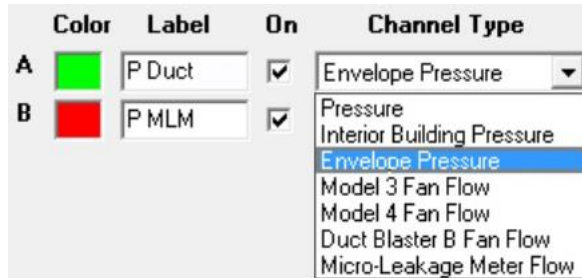 Color Label On Channel Type
A P Duct Envelope Pressure
B P MLM
Pressure
Interior Building Pressure
Envelope Pressure
Model 3 Fan Flow
Model 4 Fan Flow
Duct Blaster B Fan Flow
Micro-Leakage Meter Flow